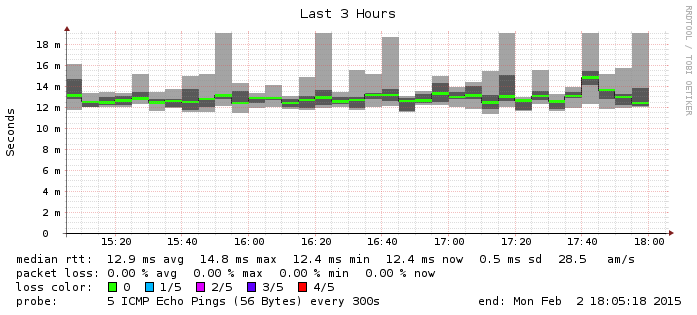 Last 3 Hours
RRDTOOL / TOBI OETIKER
Seconds
18 m
16 m
14 m
12 m
10 m
8 m
6 m
4 m
2 m
0
15:20 15:40 16:00 16:20 16:40 17:00 17:20 17:40 18:00
median rtt: 12.9 ms avg 14.8 ms max 12.4 ms min 12.4 ms now 0.5 ms sd 28.5 am/s
packet loss: 0.00 % avg 0.00 % max 0.00 % min 0.00 % now
loss color: 0 1/5 2/5 3/5 4/5
probe: 5 ICMP Echo Pings (56 Bytes) every 300s end: Mon Feb 2 18:05:18 2015